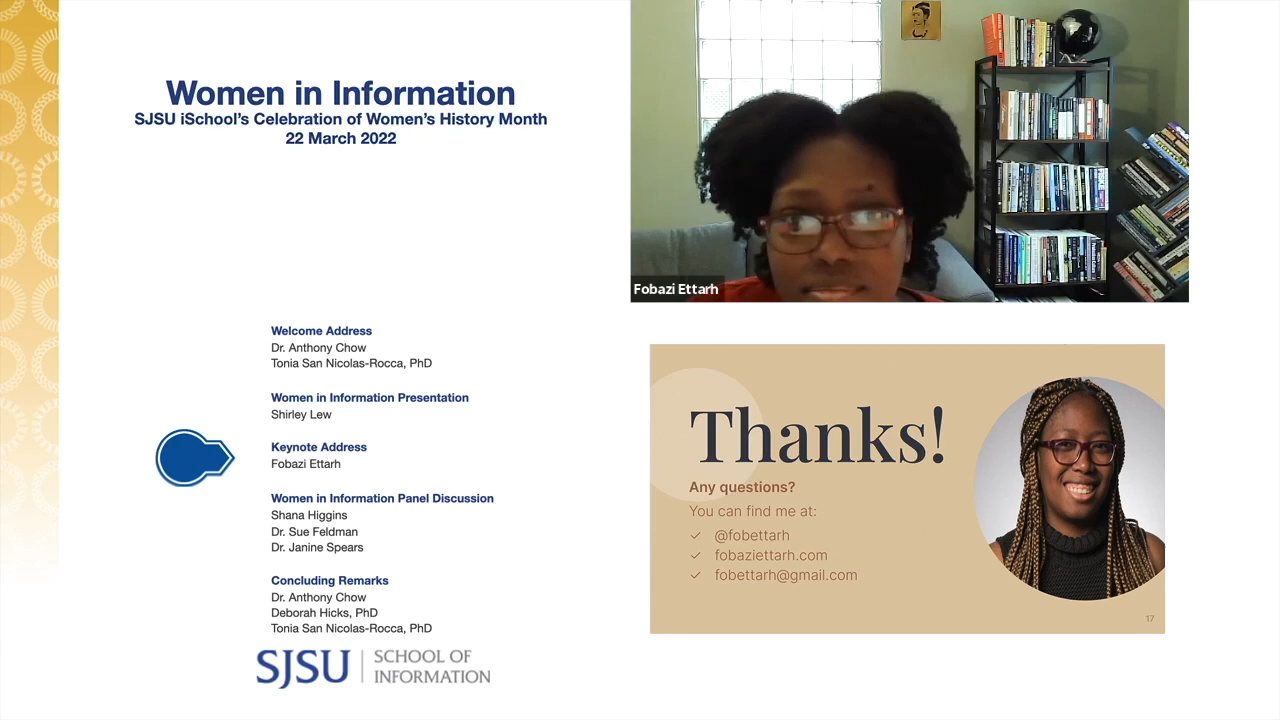 Women in Information
SJSU iSchool's Celebration of Women's History Month
22 March 2022
Welcome Address
Dr. Anthony Chow
Tonia San Nicolas-Rocca, PhD
Women in Information Presentation
Shirley Lew
Keynote Address
Fobazi Ettarh
Women in Information Panel Discussion
Shana Higgins
Dr. Sue Feldman
Dr. Janine Spears
Concluding Remarks
Dr. Anthony Chow
Deborah Hicks, PhD
Tonia San Nicolas-Rocca, PhD
SJSU
SCHOOL OF
INFORMATION
Fobazi Ettarh
Thanks!
Any questions?
You can find me at:
@fobettarh
fobaziettarh.com
fobettarh@gmail.com
17